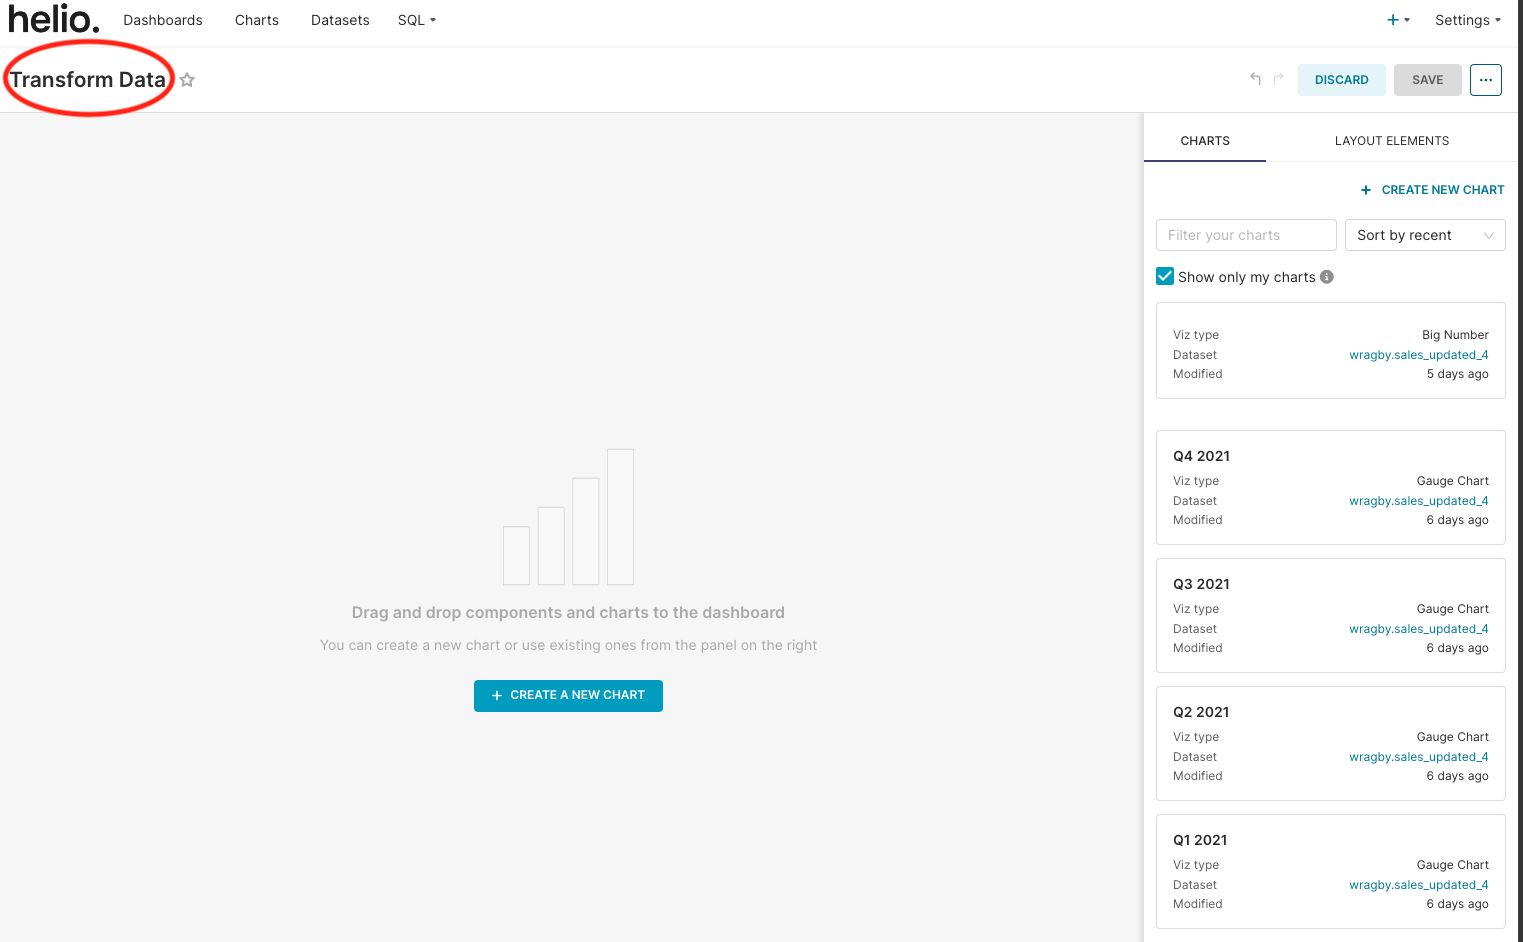 helio.
Dashboards Charts Datasets SQL Settings
Transform Data
DISCARD SAVE ...
CHARTS LAYOUT ELEMENTS
+ CREATE NEW CHART
Filter your charts Sort by recent
Show only my charts
Viz type Big Number
Dataset wragby.sales_updated_4
Modified 5 days ago
Q4 2021
Viz type Gauge Chart
Dataset wragby.sales_updated_4
Modified 6 days ago
Q3 2021
Viz type Gauge Chart
Dataset wragby.sales_updated_4
Modified 6 days ago
Q2 2021
Viz type Gauge Chart
Dataset wragby.sales_updated_4
Modified 6 days ago
Q1 2021
Viz type Gauge Chart
Dataset wragby.sales_updated_4
Modified 6 days ago
Drag and drop components and charts to the dashboard
You can create a new chart or use existing ones from the panel on the right
+ CREATE A NEW CHART